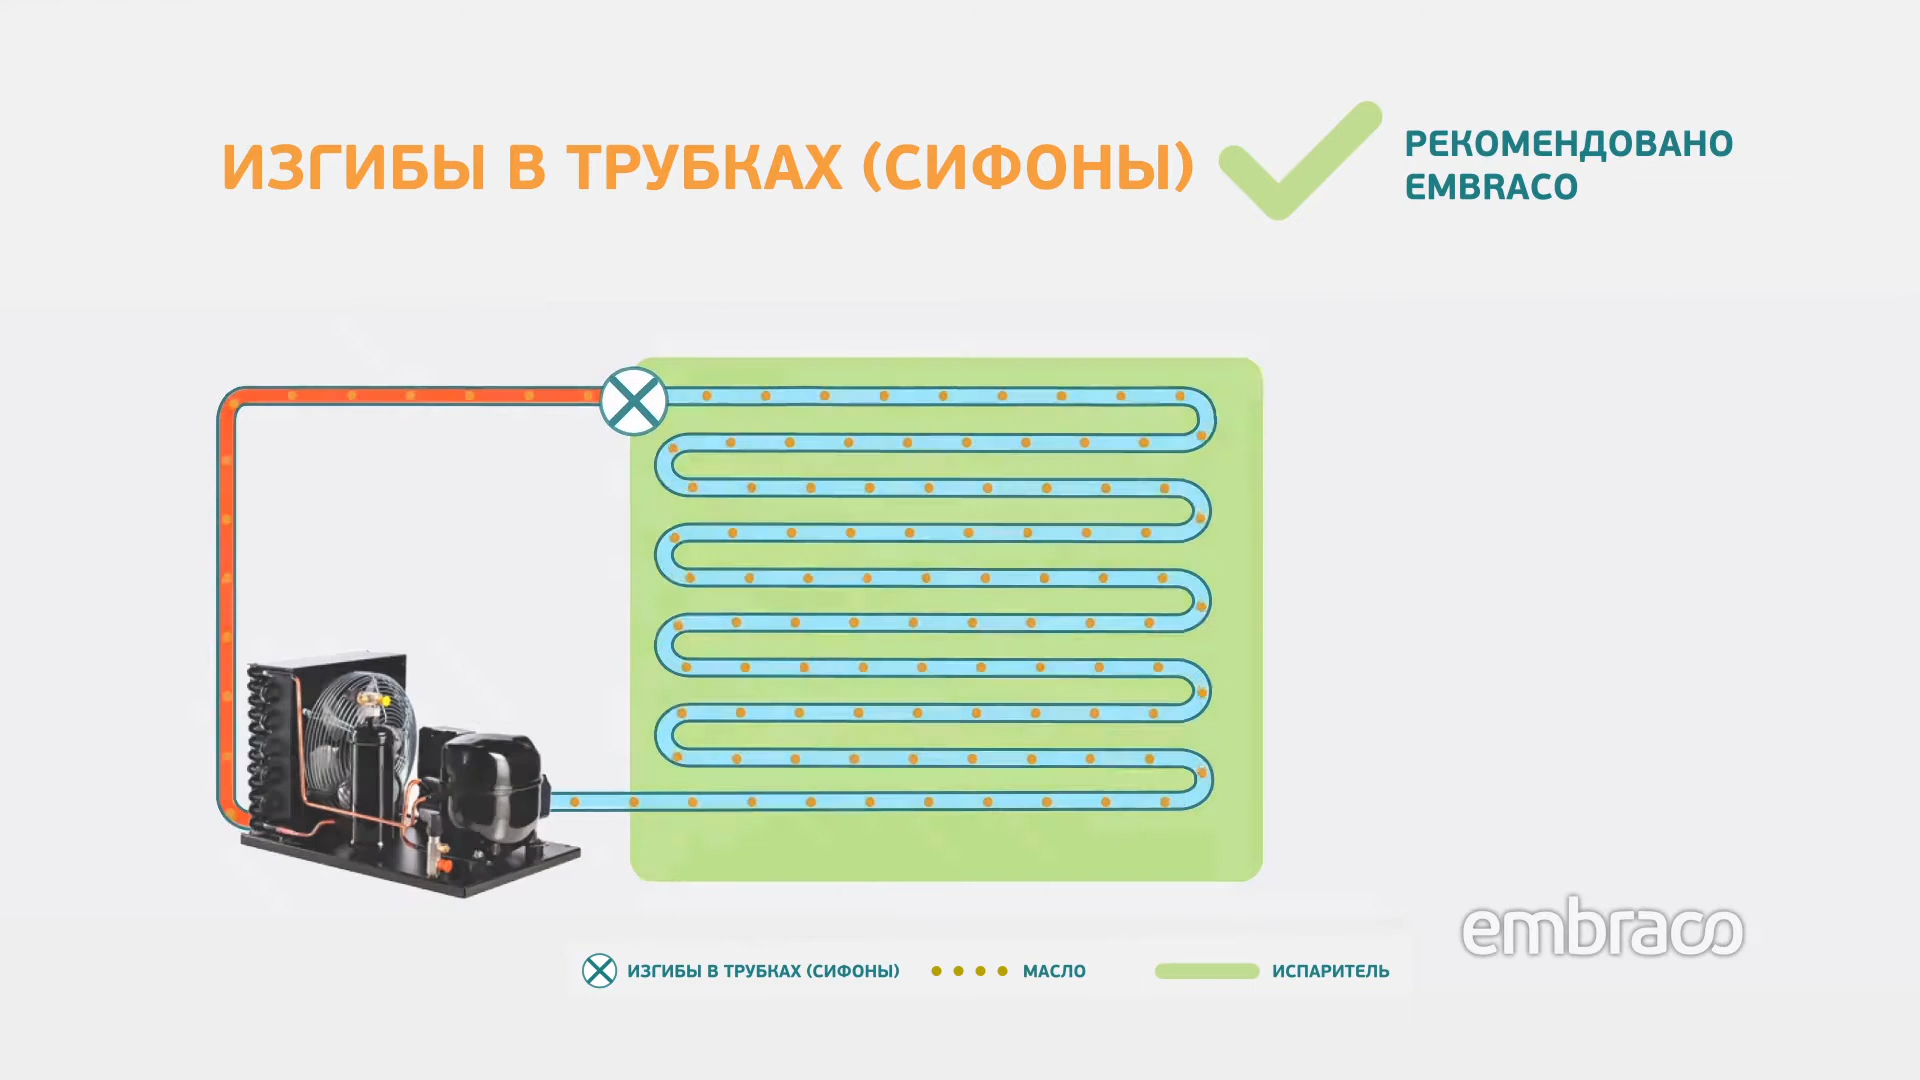 ИЗГИБЫ В ТРУБКАХ (СИФОНЫ)
РЕКОМЕНДОВАНО
EMBRACO
ИЗГИБЫ В ТРУБКАХ (СИФОНЫ)
МАСЛО
ИСПАРИТЕЛЬ
embraco